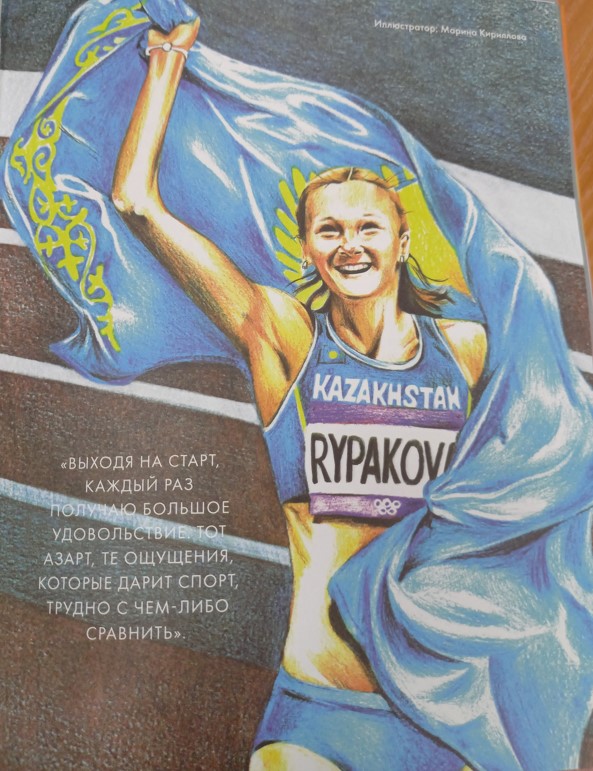 Иллюстратор: Марина Кириллова
KAZAKHSTAN
RYPAKOVA
«ВЫХОДЯ НА СТАРТ,
КАЖДЫЙ РАЗ
ПОЛУЧАЮ БОЛЬШОЕ
УДОВОЛЬСТВИЕ. ТОТ
АЗАРТ, ТЕ ОЩУЩЕНИЯ,
КОТОРЫЕ ДАРИТ СПОРТ,
ТРУДНО С ЧЕМ-ЛИБО
СРАВНИТЬ».